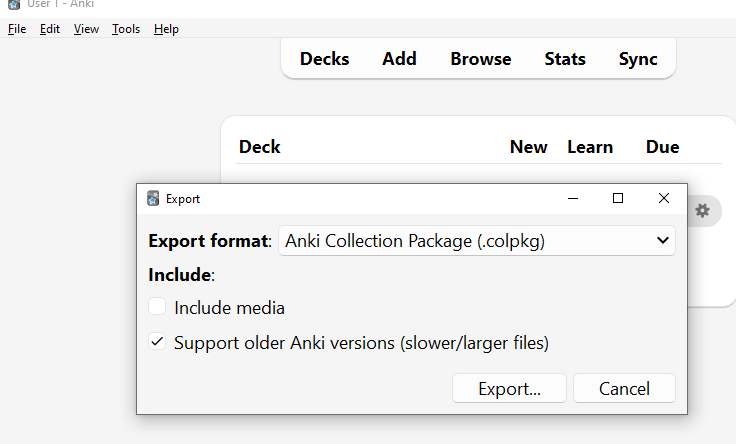 User 1 - Anki
File Edit View Tools Help
Decks Add Browse Stats Sync
Deck New Learn Due
Export
Export format: Anki Collection Package (.colpkg)
Include:
Include media
Support older Anki versions (slower/larger files)
Export... Cancel